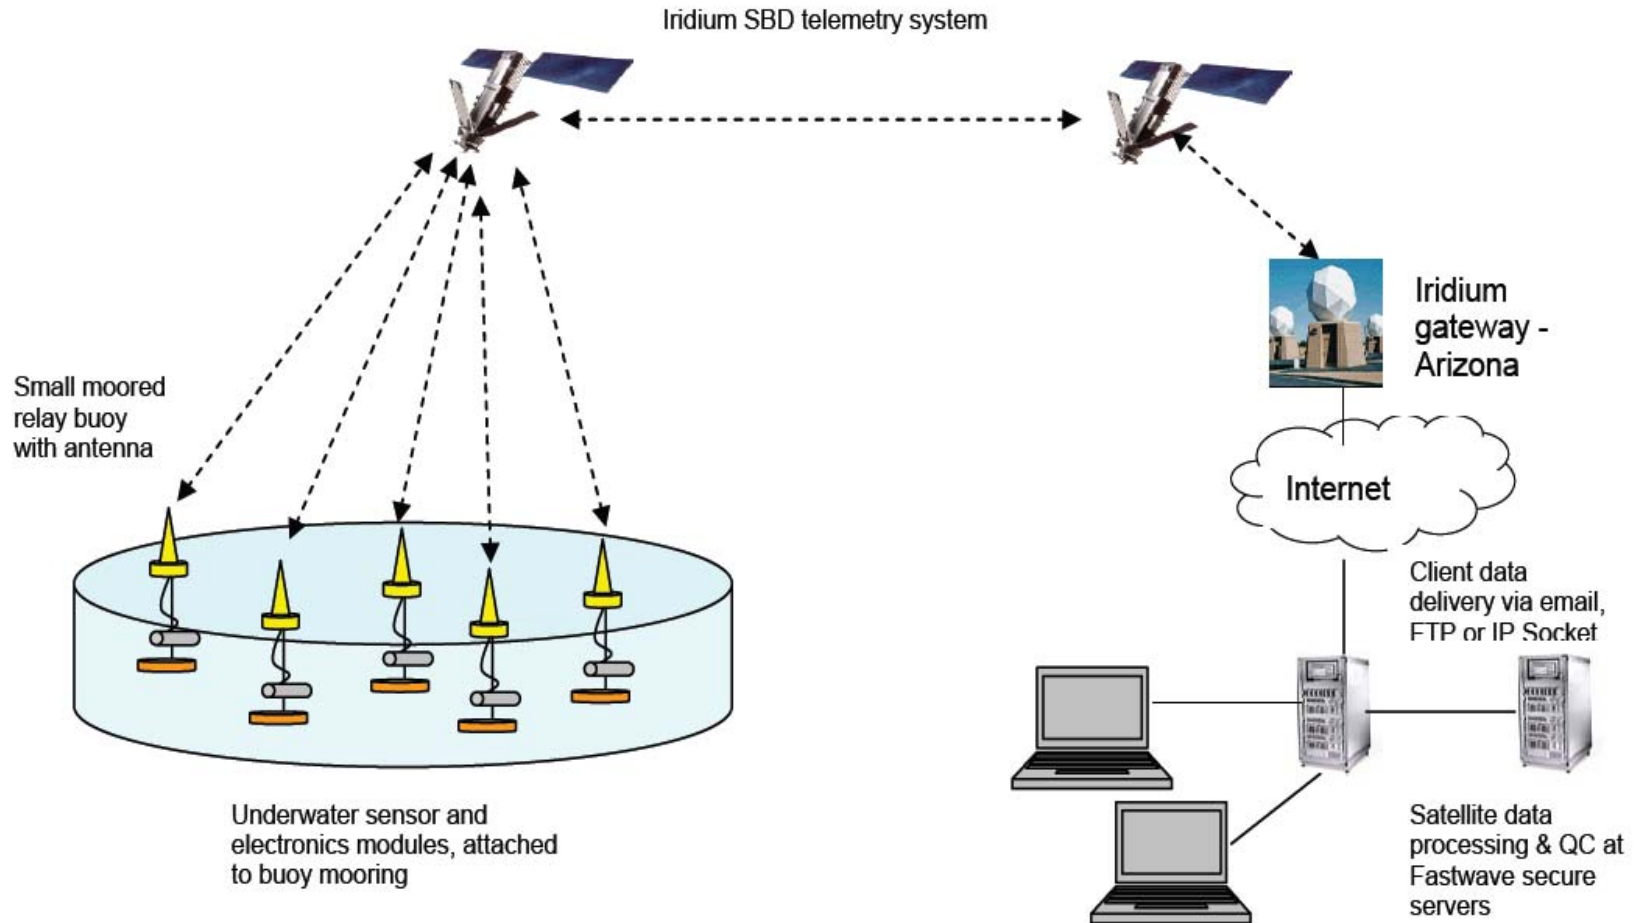 Iridium SBD telemetry system
Iridium
gateway -
Arizona
Small moored
relay buoy
with antenna
Internet
Client data
delivery via email,
FTP or IP Socket
Underwater sensor and
electronics modules, attached
to buoy mooring
Satellite data
processing & QC at
Fastwave secure
servers